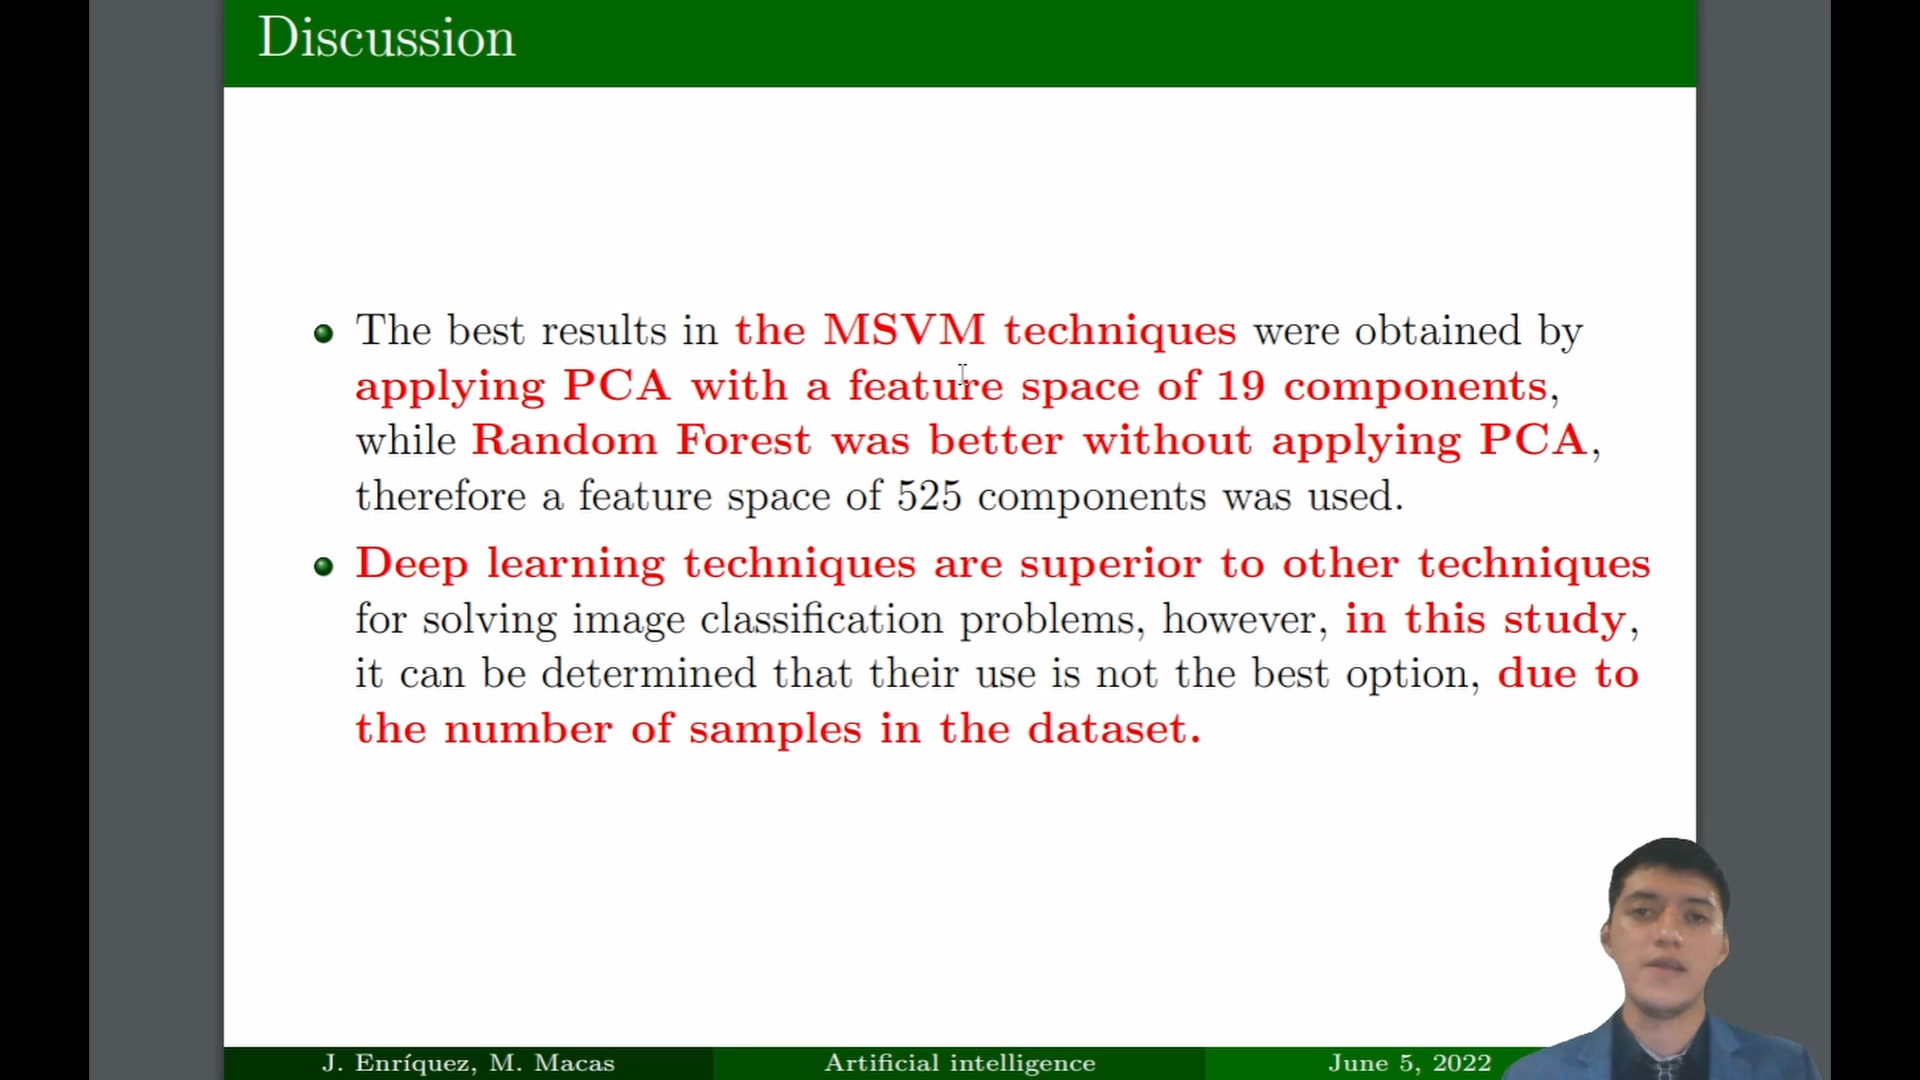 Discussion
The best results in the MSVM techniques were obtained by
applying PCA with a feature space of 19 components,
while Random Forest was better without applying PCA,
therefore a feature space of 525 components was used.
Deep learning techniques are superior to other techniques
for solving image classification problems, however, in this study,
it can be determined that their use is not the best option, due to
the number of samples in the dataset.
J. Enríquez, M. Macas Artificial intelligence June 5, 2022